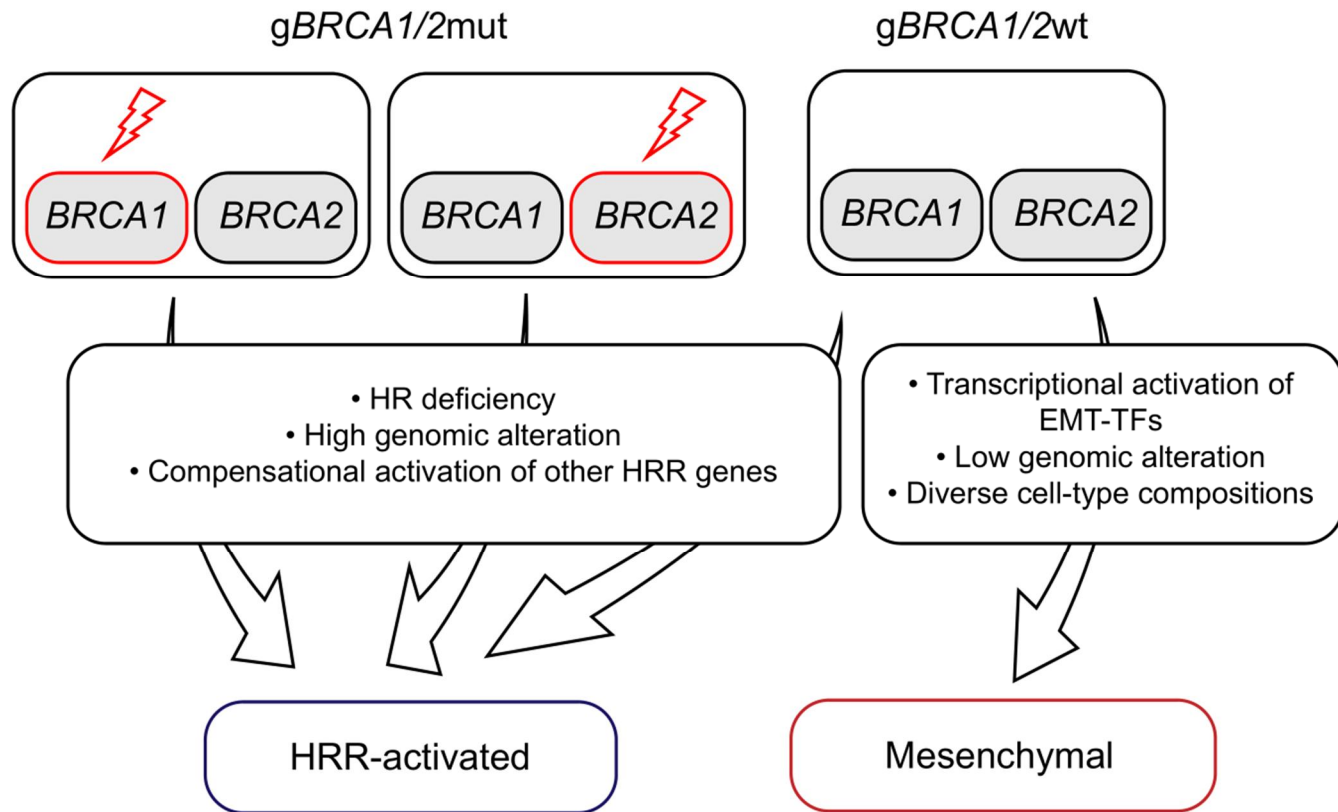 gBRCA1/2mut
gBRCA1/2wt
BRCA1
BRCA2
BRCA1
BRCA2
BRCA1
BRCA2
• HR deficiency
• High genomic alteration
• Compensational activation of other HRR genes
• Transcriptional activation of
EMT-TFs
• Low genomic alteration
• Diverse cell-type compositions
HRR-activated
Mesenchymal